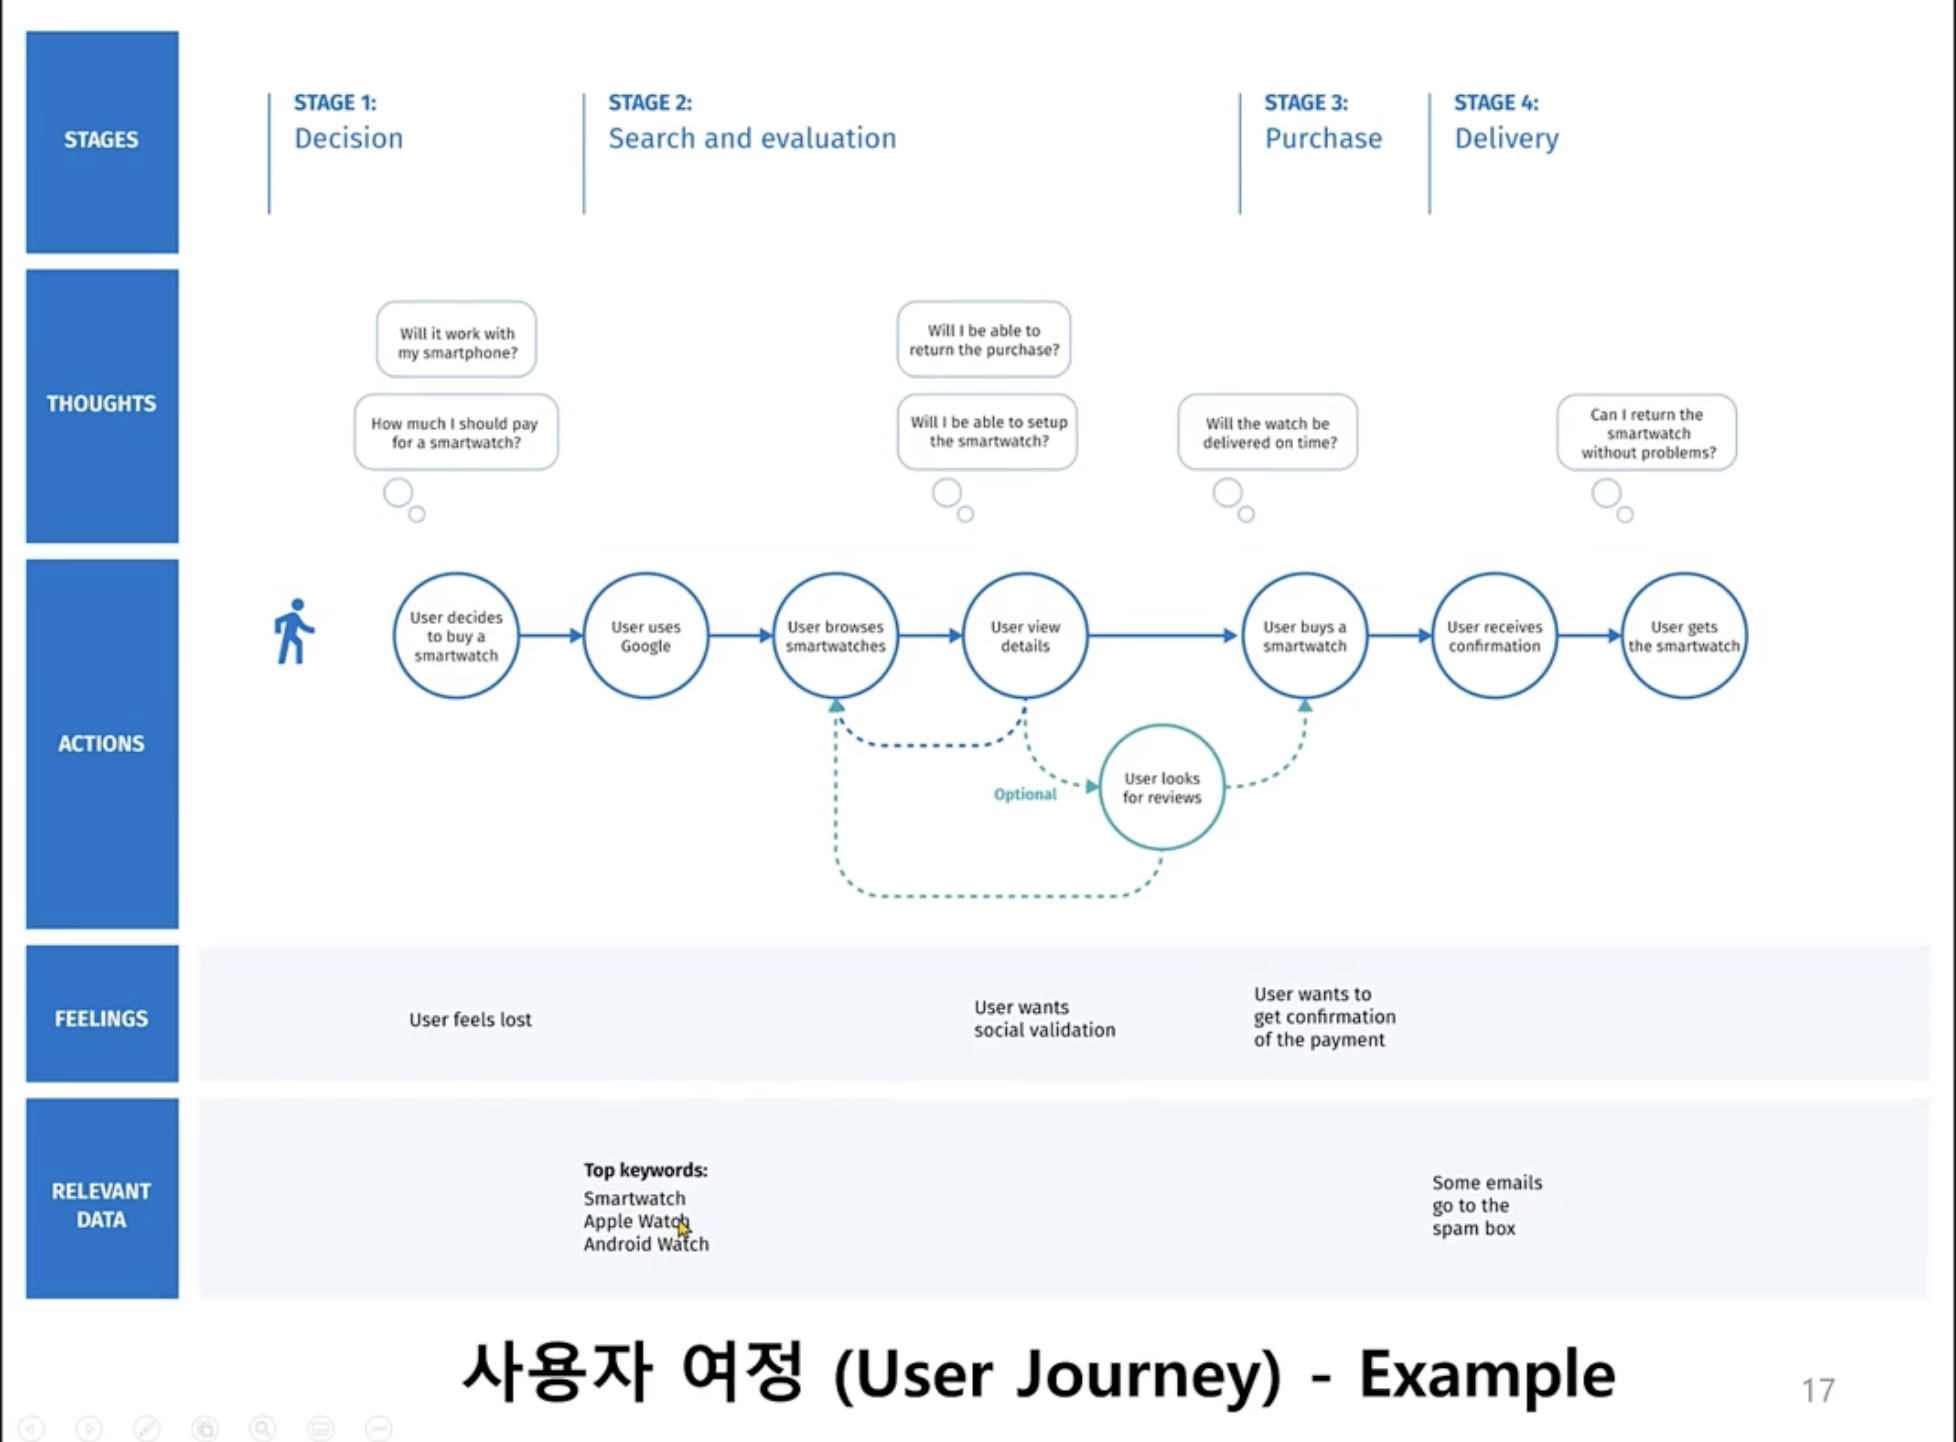 STAGES
STAGE 1:
Decision
STAGE 2:
Search and evaluation
STAGE 3:
Purchase
STAGE 4:
Delivery
THOUGHTS
Will it work with
my smartphone?
How much I should pay
for a smartwatch?
Will I be able to
return the purchase?
Will I be able to setup
the smartwatch?
Will the watch be
delivered on time?
Can I return the
smartwatch
without problems?
ACTIONS
User decides
to buy a
smartwatch
User uses
Google
User browses
smartwatches
User view
details
User buys a
smartwatch
User receives
confirmation
User gets
the smartwatch
Optional
User looks
for reviews
FEELINGS
User feels lost
User wants
social validation
User wants to
get confirmation
of the payment
RELEVANT
DATA
Top keywords:
Smartwatch
Apple Watch
Android Watch
Some emails
go to the
spam box
사용자 여정 (User Journey) - Example
17